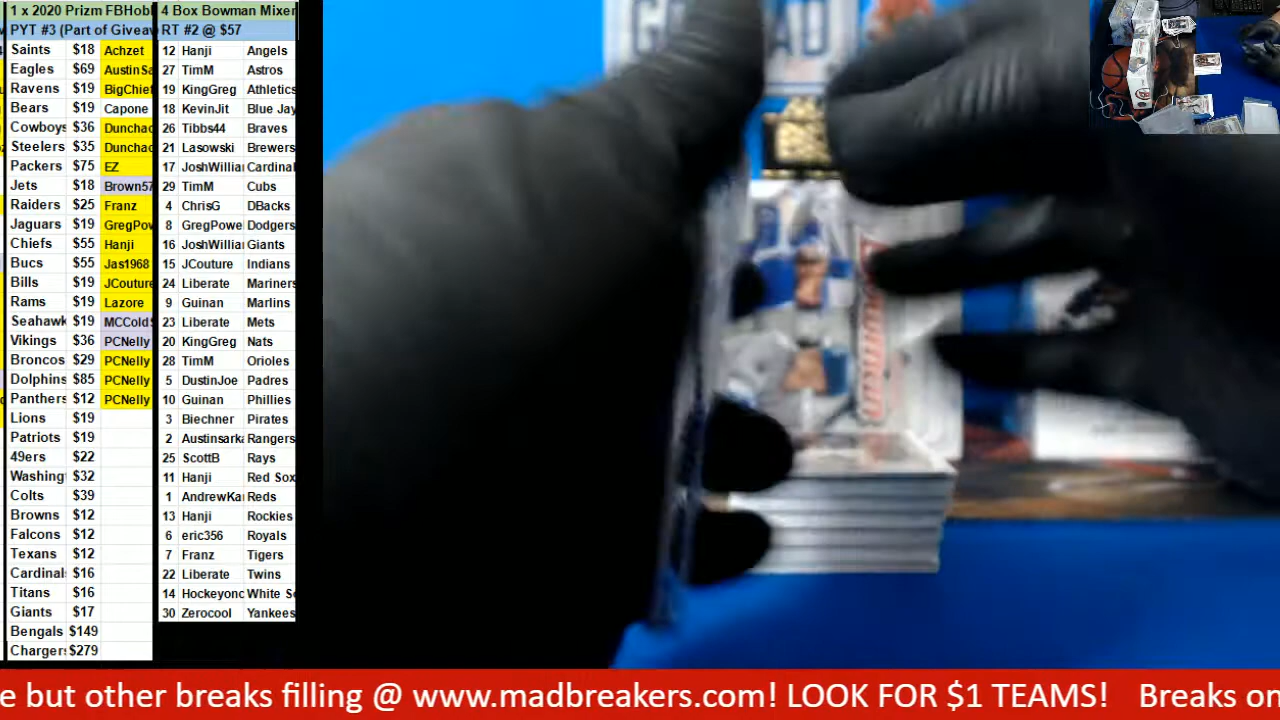 1 x 2020 Prizm FBHobl
PYT #3 (Part of Giveav
Saints $18 Achzet
Eagles $69 AustinSa
Ravens $19 BigChief
Bears $19 Capone
Cowboys $36 Dunchac
Steelers $35 Dunchac
Packers $75 EZ
Jets $18 Brown57
Raiders $25 Franz
Jaguars $19 GregPow
Chiefs $55 Hanji
Bucs $55 Jas1968
Bills $19 JCouture
Rams $19 Lazore
Seahawk $19 MCColdS
Vikings $36 PCNelly
Broncos $29 PCNelly
Dolphins $85 PCNelly
Panthers $12 PCNelly
Lions $19
Patriots $19
49ers $22
Washing $32
Colts $39
Browns $12
Falcons $12
Texans $12
Cardinal $16
Titans $16
Giants $17
Bengals $149
Charger $279
4 Box Bowman Mixer
RT #2 @ $57
12 Hanji Angels
27 TimM Astros
19 KingGreg Athletics
18 KevinJit Blue Jay
26 Tibbs44 Braves
21 Lasowski Brewers
17 JoshWillia Cardinal
29 TimM Cubs
4 ChrisG DBacks
8 GregPowe Dodgers
16 JoshWillia Giants
15 JCouture Indians
24 Liberate Mariners
9 Guinan Marlins
23 Liberate Mets
20 KingGreg Nats
28 TimM Orioles
5 DustinJoe Padres
10 Guinan Phillies
3 Biechner Pirates
2 Austinsark Rangers
25 ScottB Rays
11 Hanji Red Sox
1 AndrewKa Reds
13 Hanji Rockies
6 eric356 Royals
7 Franz Tigers
22 Liberate Twins
14 Hockeyonc White S
30 Zerocool Yankees
e but other breaks filling @ www.madbreakers.com! LOOK FOR $1 TEAMS! Breaks on